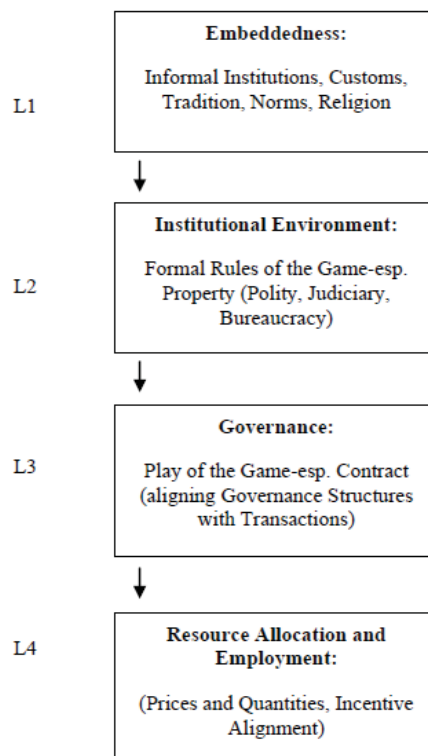 Embeddedness:
Informal Institutions, Customs,
Tradition, Norms, Religion
L1
Institutional Environment:
Formal Rules of the Game-esp.
Property (Polity, Judiciary,
Bureaucracy)
L2
Governance:
Play of the Game-esp. Contract
(aligning Governance Structures
with Transactions)
L3
Resource Allocation and
Employment:
(Prices and Quantities, Incentive
Alignment)
L4